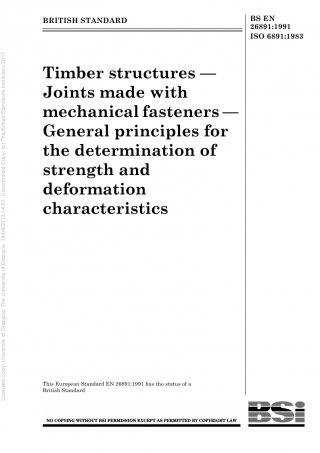 BRITISH STANDARD
BS EN
26891:1991
ISO 6891:1983
Timber structures —
Joints made with
mechanical fasteners —
General principles for
the determination of
strength and
deformation
characteristics
This European Standard EN 26891:1991 has the status of a
British Standard
NO COPYING WITHOUT BSI PERMISSION EXCEPT AS PERMITTED BY COPYRIGHT LAW
BSi
Licensed Copy: University of Glasgow, The University of Glasgow, 14/03/2013 14:57, Uncontrolled Copy, (c) The British Standards Institution 2013